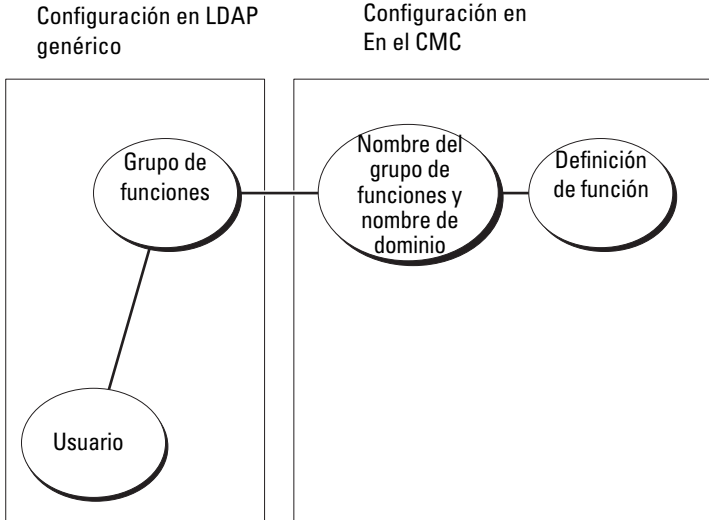 Configuración en LDAP
genérico
Configuración en
En el CMC
Grupo de
funciones
Nombre del
grupo de
funciones y
nombre de
dominio
Definición
de función
Usuario